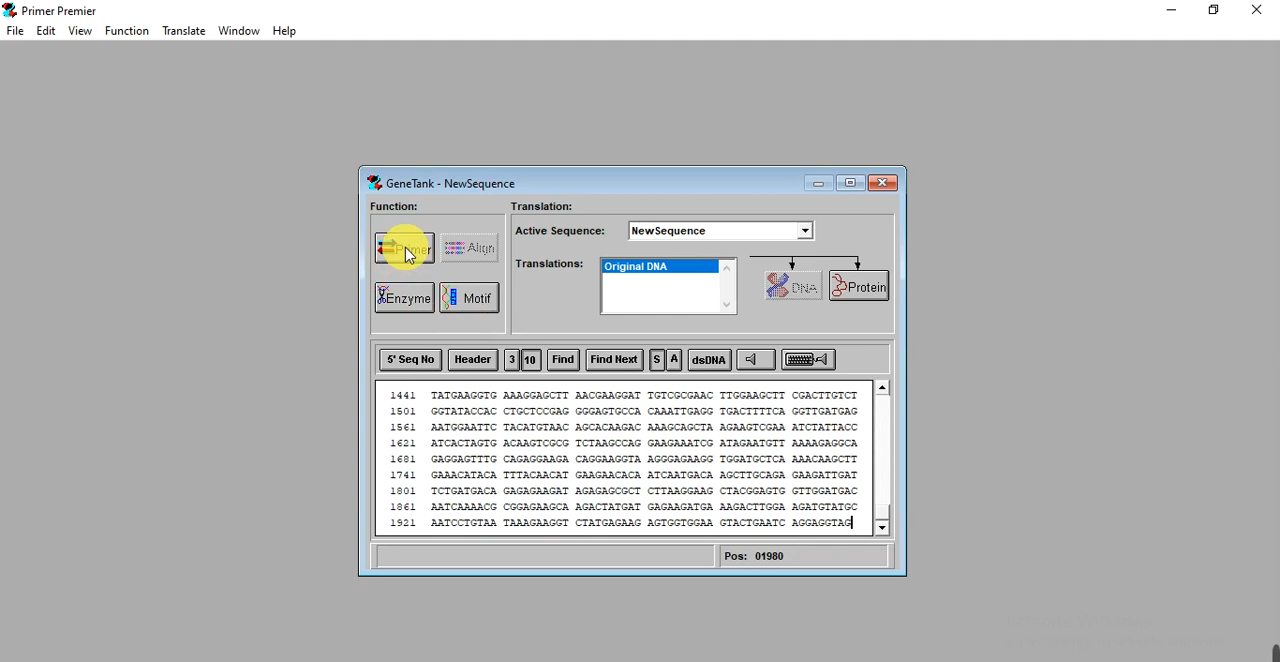 Primer Premier
File Edit View Function Translate Window Help
GeneTank - NewSequence
Function: Translation:
Primer Align Active Sequence: NewSequence
Translations: Original DNA DNA Protein
Enzyme Motif
5' Seq No Header 3 10 Find Find Next S A dsDNA
1441 TATGAAGGTG AAAGGAGCTT AACGAAGGAT TGTCGCGAAC TTGGAAGCTT CGACTTGTCT
1501 GGTATACCAC CTGCTCCGAG GGGAGTGCCA CAAATTGAGG TGACTTTTCA GGTTGATGAG
1561 AATGGAATTC TACATGTAAC AGCACAAGAC AAAGCAGCTA AGAAGTCGAA ATCTATTACC
1621 ATCACTAGTG ACAAGTCGCG TCTAAGCCAG GAAGAAATCG ATAGAATGTT AAAAGAGGCA
1681 GAGGAGTTTG CAGAGGAAGA CAGGAAGGTA AGGGAGAAGG TGGATGCTCA AAACAAGCTT
1741 GAAACATACA TTTACAACAT GAAGAACACA ATCAATGACA AGCTTGCAGA GAAGATTGAT
1801 TCTGATGACA GAGAGAAGAT AGAGAGCGCT CTTAAGGAAG CTACGGAGTG GTTGGATGAC
1861 AATCAAAACG CGGAGAAGCA AGACTATGAT GAGAAGATGA AAGACTTGGA AGATGTATGC
1921 AATCCTGTAA TAAAGAAGGT CTATGAGAAG AGTGGTGGAA GTACTGAATC AGGAGGTAG
Pos: 01980